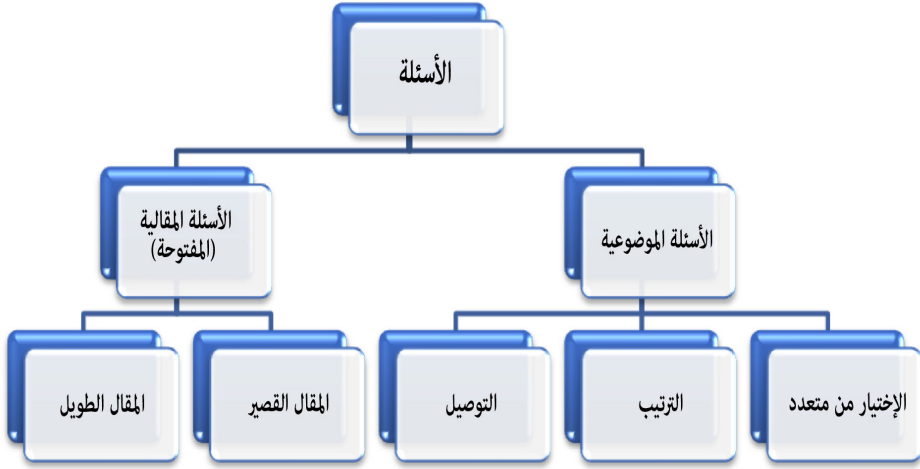 الأسئلة
الأسئلة الموضوعية
الأسئلة المقالية
(المفتوحة)
الإختيار من متعدد
الترتيب
التوصيل
المقال القصير
المقال الطويل